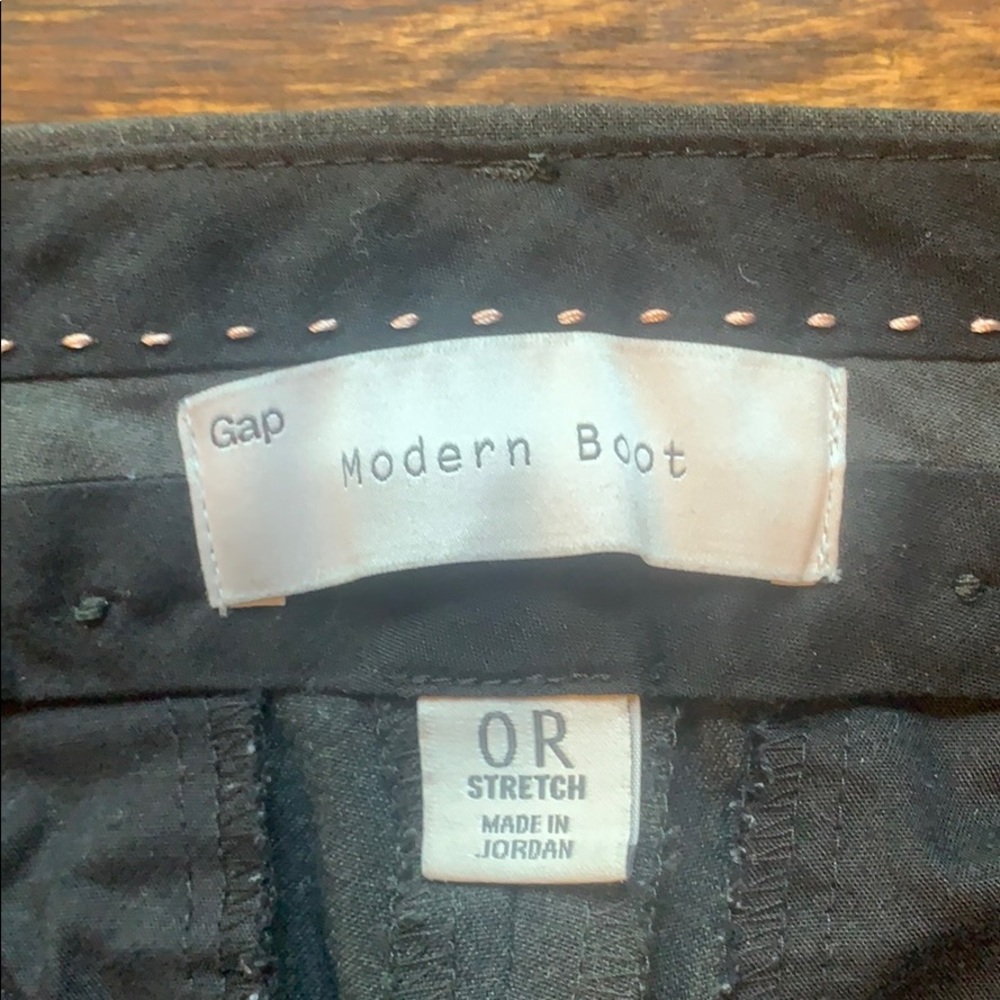 Gap
Modern Boot
0R
STRETCH
MADE IN
JORDAN